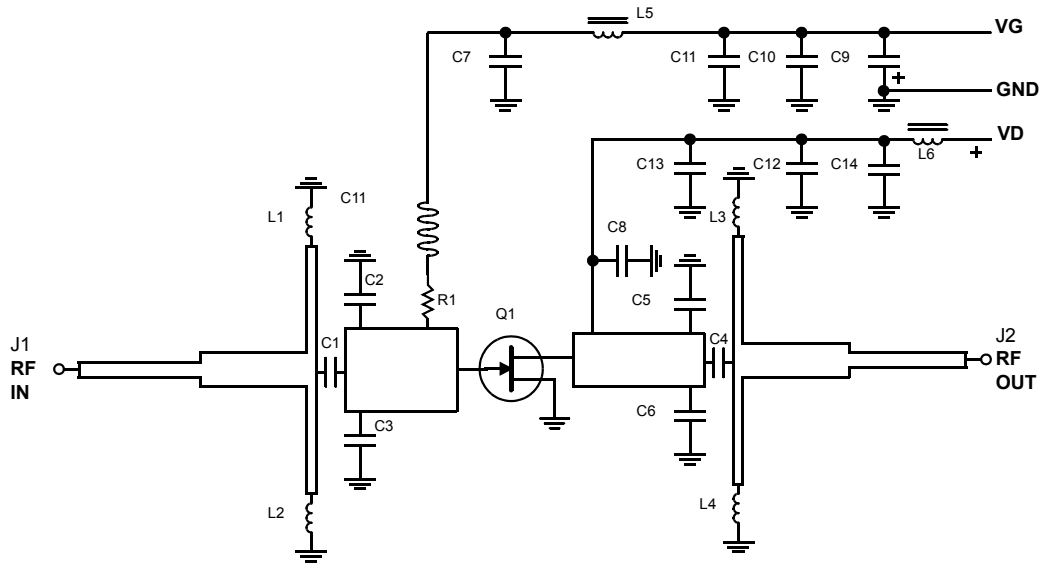 L5
VG
C7
C11
C10
C9
+
GND
VD
C13
C12
C14
L6
+
C11
L1
L3
C8
C2
C5
R1
Q1
J1
RF
IN
C1
C4
J2
RF
OUT
C3
C6
L2
L4